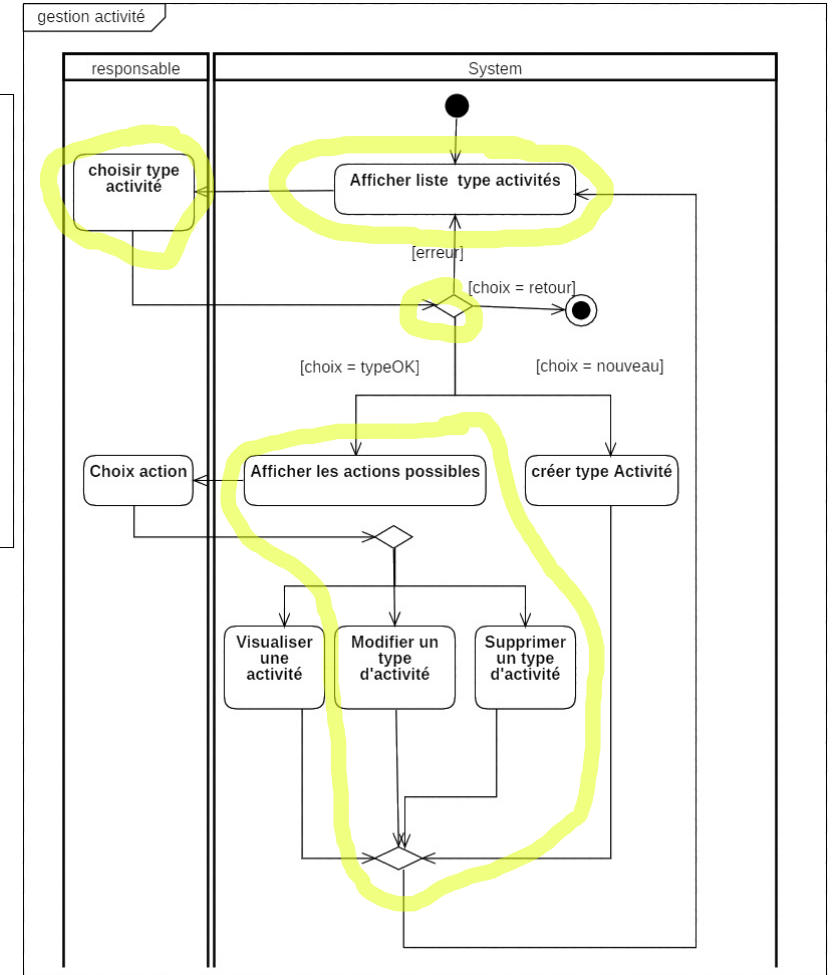 gestion activité
responsable
System
choisir type
activité
Afficher liste type activités
[erreur]
[choix = retour]
[choix = typeOK]
[choix = nouveau]
Choix action
Afficher les actions possibles
créer type Activité
Visualiser
une
activité
Modifier un
type
d'activité
Supprimer
un type
d'activité